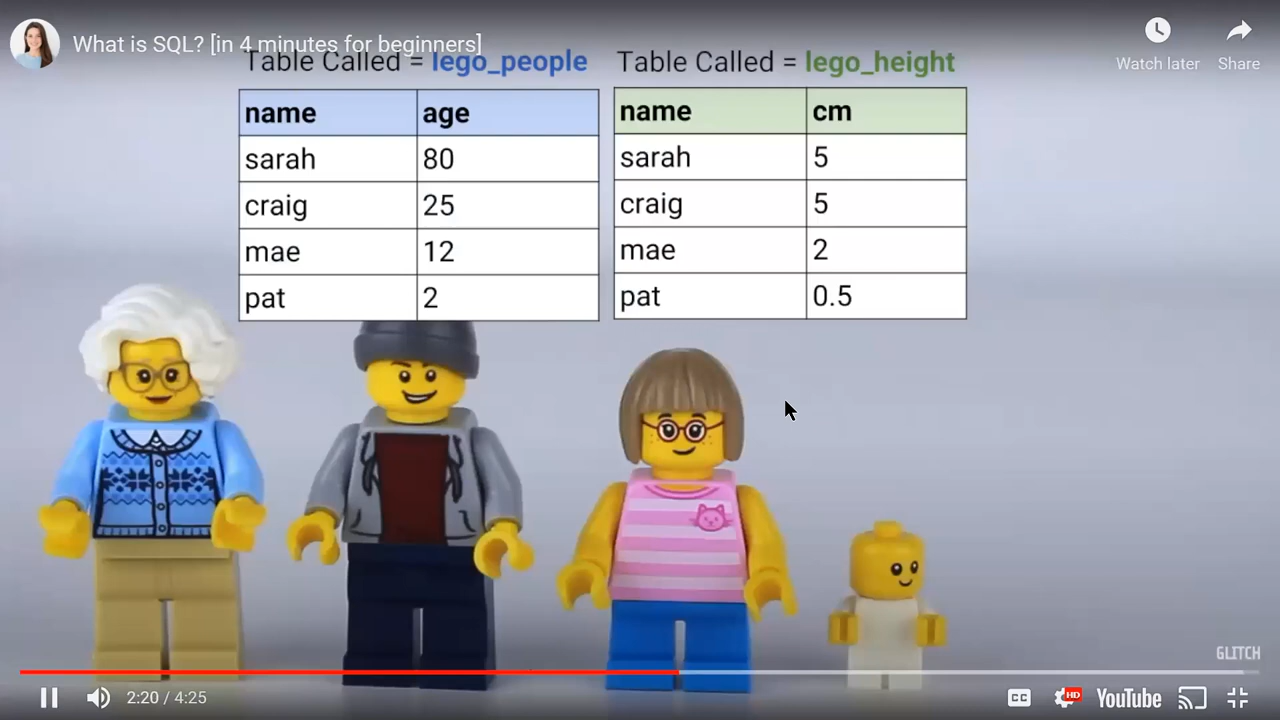 What is SQL? [in 4 minutes for beginners]
Watch later
Share
Table Called = lego_people
name age
sarah 80
craig 25
mae 12
pat 2
Table Called = lego_height
name cm
sarah 5
craig 5
mae 2
pat 0.5
GLITCH
2:20 / 4:25
CC
HD
YouTube